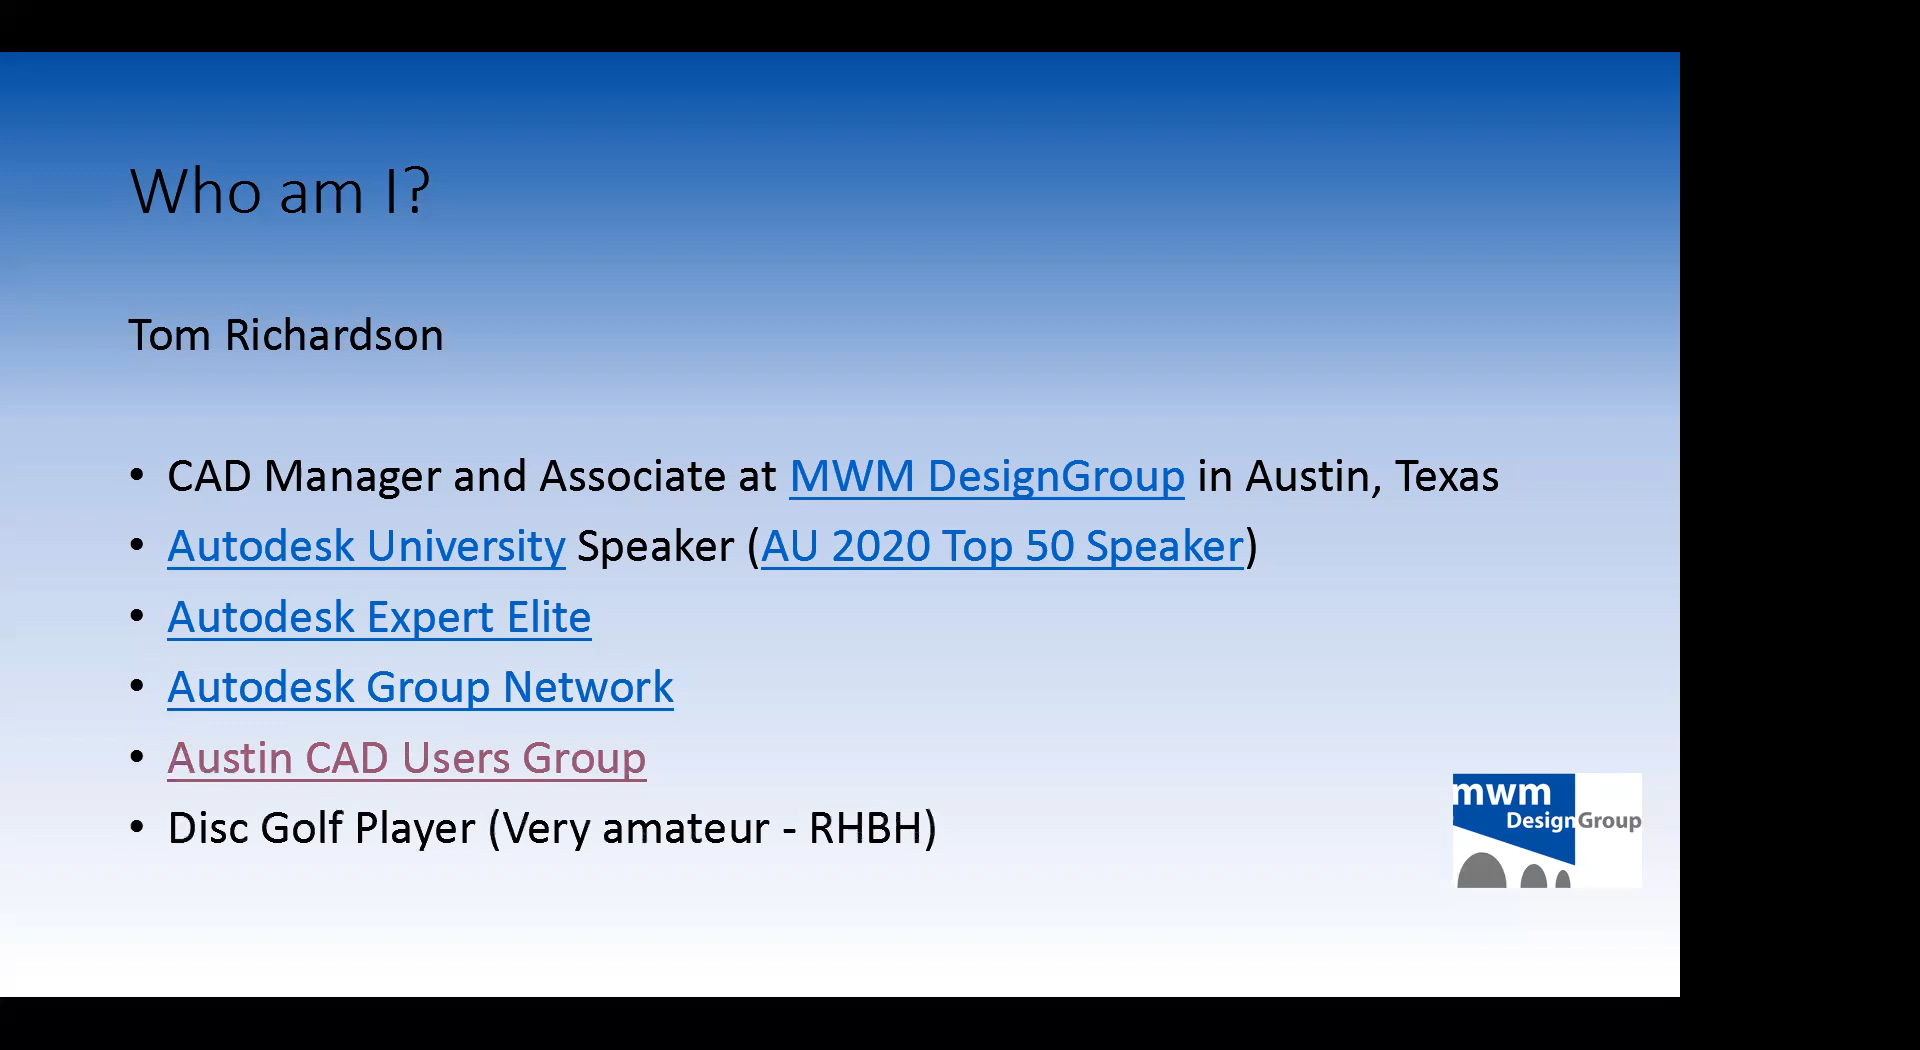 Who am I?
Tom Richardson
• CAD Manager and Associate at MWM DesignGroup in Austin, Texas
• Autodesk University Speaker (AU 2020 Top 50 Speaker)
• Autodesk Expert Elite
• Autodesk Group Network
• Austin CAD Users Group
• Disc Golf Player (Very amateur - RHBH)
mwm
DesignGroup